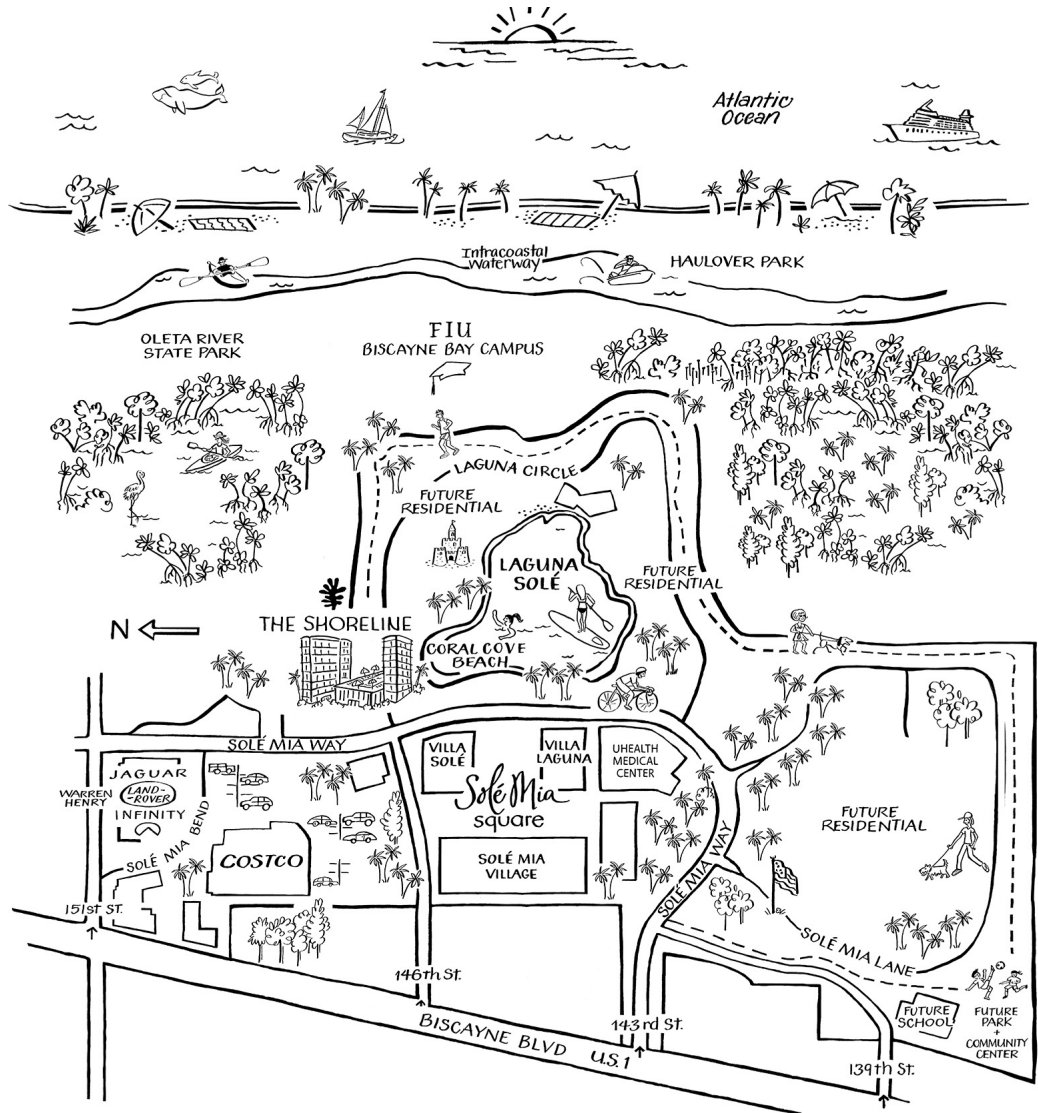 Atlantic
Ocean
Intracoastal
Waterway
HAULOVER PARK
OLETA RIVER
STATE PARK
FIU
BISCAYNE BAY CAMPUS
LAGUNA CIRCLE
FUTURE
RESIDENTIAL
LAGUNA
SOLÉ
FUTURE
RESIDENTIAL
N
THE SHORELINE
CORAL COVE
BEACH
SOLÉ MIA WAY
VILLA
SOLÉ
VILLA
LAGUNA
UHEALTH
MEDICAL
CENTER
JAGUAR
LAND-
-ROVER
INFINITY
WARREN
HENRY
SOLÉ MIA BEND
Solé Mia
square
FUTURE
RESIDENTIAL
COSTCO
SOLÉ MIA
VILLAGE
SOLÉ MIA WAY
151st ST.
SOLÉ MIA LANE
146th St.
BISCAYNE BLVD U.S. 1
143rd St.
FUTURE
SCHOOL
FUTURE
PARK
+
COMMUNITY
CENTER
139th St.